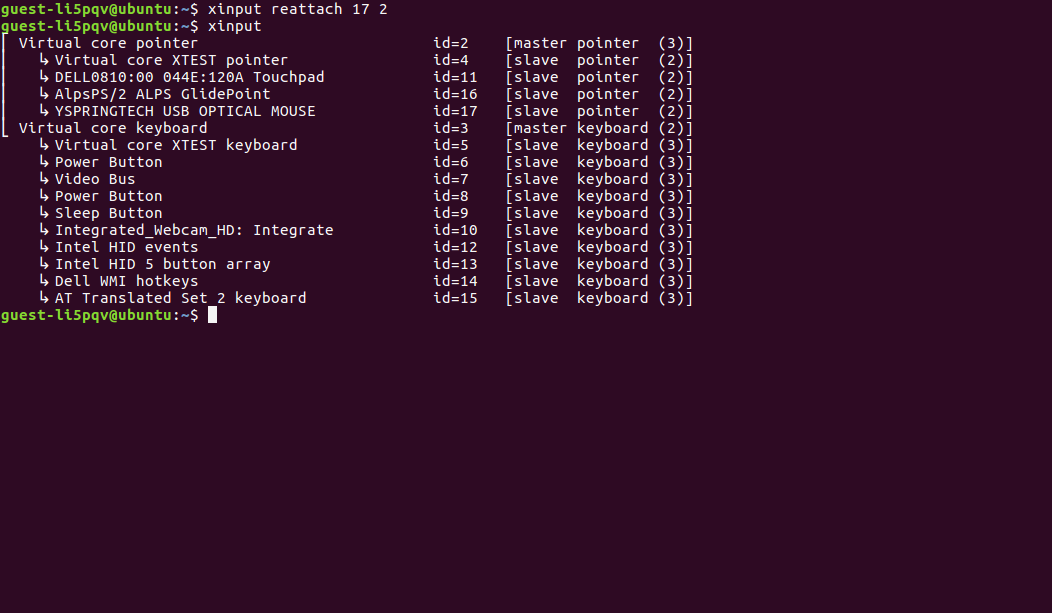 guest-li5pqv@ubuntu:~$ xinput reattach 17 2
guest-li5pqv@ubuntu:~$ xinput
⎡ Virtual core pointer                    	id=2	[master pointer  (3)]
⎜   ↳ Virtual core XTEST pointer              	id=4	[slave  pointer  (2)]
⎜   ↳ DELL0810:00 044E:120A Touchpad          	id=11	[slave  pointer  (2)]
⎜   ↳ AlpsPS/2 ALPS GlidePoint                	id=16	[slave  pointer  (2)]
⎜   ↳ YSPRINGTECH USB OPTICAL MOUSE           	id=17	[slave  pointer  (2)]
⎣ Virtual core keyboard                   	id=3	[master keyboard (2)]
    ↳ Virtual core XTEST keyboard             	id=5	[slave  keyboard (3)]
    ↳ Power Button                            	id=6	[slave  keyboard (3)]
    ↳ Video Bus                               	id=7	[slave  keyboard (3)]
    ↳ Power Button                            	id=8	[slave  keyboard (3)]
    ↳ Sleep Button                            	id=9	[slave  keyboard (3)]
    ↳ Integrated_Webcam_HD: Integrate         	id=10	[slave  keyboard (3)]
    ↳ Intel HID events                        	id=12	[slave  keyboard (3)]
    ↳ Intel HID 5 button array                	id=13	[slave  keyboard (3)]
    ↳ Dell WMI hotkeys                        	id=14	[slave  keyboard (3)]
    ↳ AT Translated Set 2 keyboard            	id=15	[slave  keyboard (3)]
guest-li5pqv@ubuntu:~$